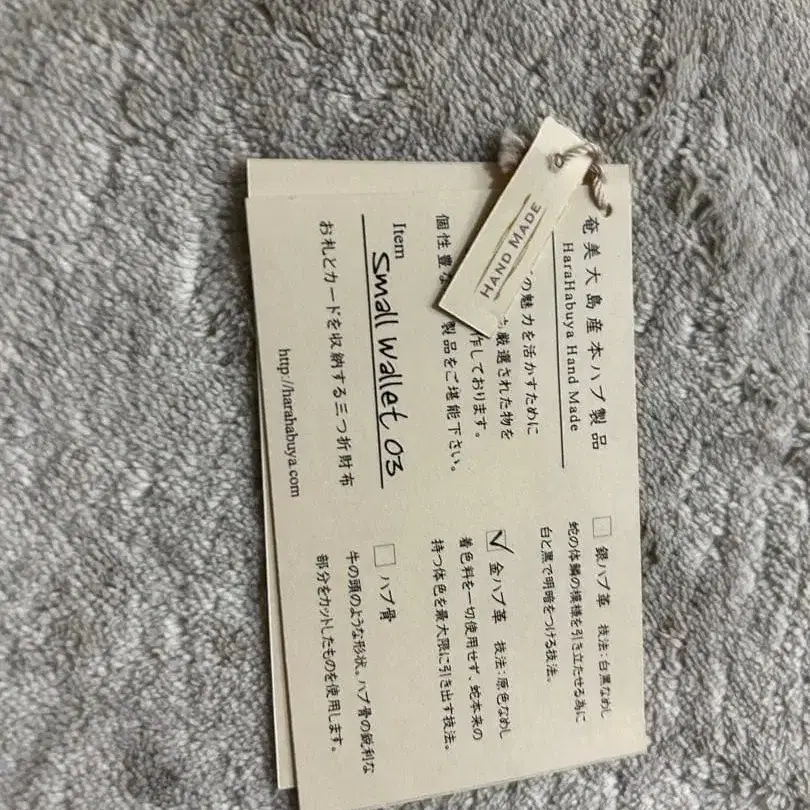 奄美大島産本ハブ製品
HaraHabuya Hand Made
の魅力を活かすために
厳選された物を
作しております。
個性豊な
製品をご堪能下さい。
Item
Small Wallet 03
お札とカードを収納する三つ折財布
http://harahabuya.com
HAND MADE
銀ハブ革 技法:白黒なめし
蛇の体鱗の模様を引き立たせる為に
白と黒で明暗をつける技法。
✓ 金ハブ革 技法:原色なめし
着色料を一切使用せず、蛇本来の
持つ体色を最大限に引き出す技法。
ハブ骨
牛の頭のような形状。ハブ骨の鋭利な
部分をカットしたものを使用します。